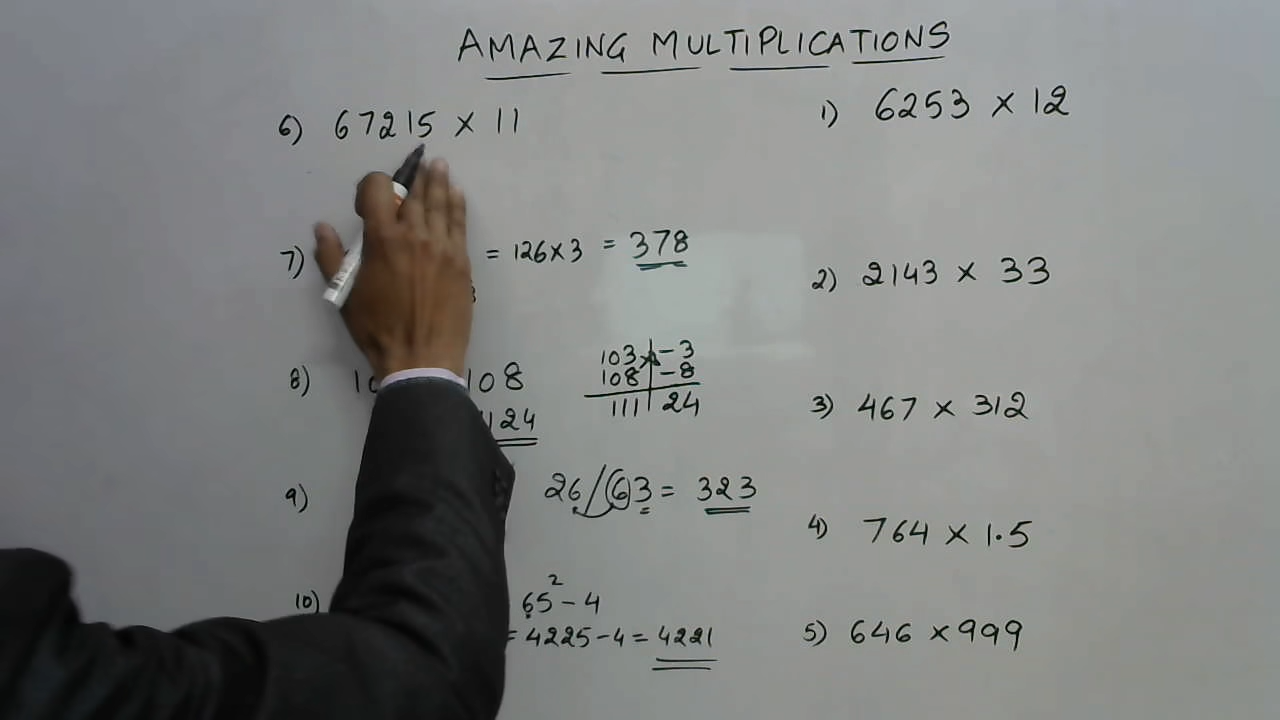 AMAZING MULTIPLICATIONS
6) 67215 × 11
7) = 126×3 = 378
3
8) 10 108
124
103 -3
108 -8
111 24
9) 26/63 = 323
10) 65² - 4
= 4225 - 4 = 4221
1) 6253 × 12
2) 2143 × 33
3) 467 × 312
4) 764 × 1.5
5) 646 × 999